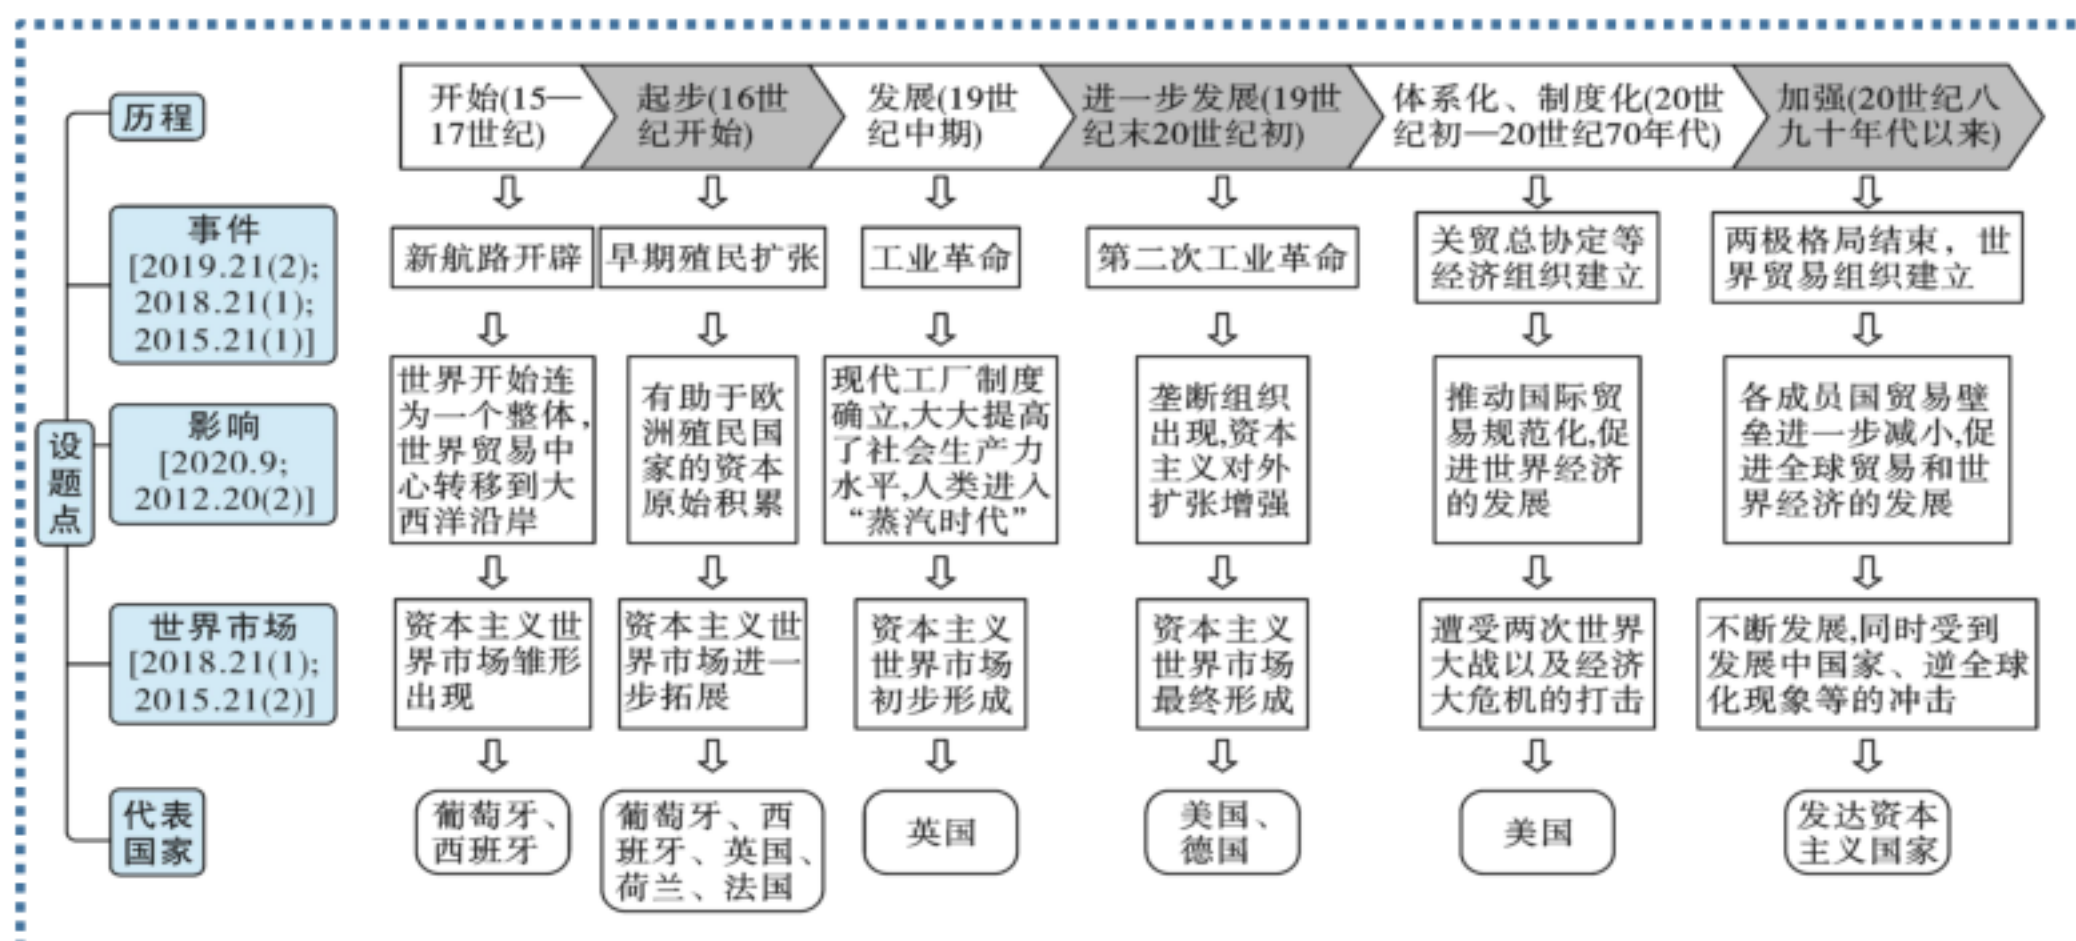 设
题
点
历程
开始(15—
17世纪)
起步(16世
纪开始)
发展(19世
纪中期)
进一步发展(19世
纪末20世纪初)
体系化、制度化(20世
纪初—20世纪70年代)
加强(20世纪八
九十年代以来)
事件
[2019.21(2);
2018.21(1);
2015.21(1)]
新航路开辟
早期殖民扩张
工业革命
第二次工业革命
关贸总协定等
经济组织建立
两极格局结束，世
界贸易组织建立
影响
[2020.9;
2012.20(2)]
世界开始连
为一个整体,
世界贸易中
心转移到大
西洋沿岸
有助于欧
洲殖民国
家的资本
原始积累
现代工厂制度
确立,大大提高
了社会生产力
水平,人类进入
“蒸汽时代”
垄断组织
出现,资本
主义对外
扩张增强
推动国际贸
易规范化,促
进世界经济
的发展
各成员国贸易壁
垒进一步减小,促
进全球贸易和世
界经济的发展
世界市场
[2018.21(1);
2015.21(2)]
资本主义世
界市场雏形
出现
资本主义世
界市场进一
步拓展
资本主义
世界市场
初步形成
资本主义
世界市场
最终形成
遭受两次世界
大战以及经济
大危机的打击
不断发展,同时受到
发展中国家、逆全球
化现象等的冲击
代表
国家
葡萄牙、
西班牙
葡萄牙、西
班牙、英国、
荷兰、法国
英国
美国、
德国
美国
发达资本
主义国家